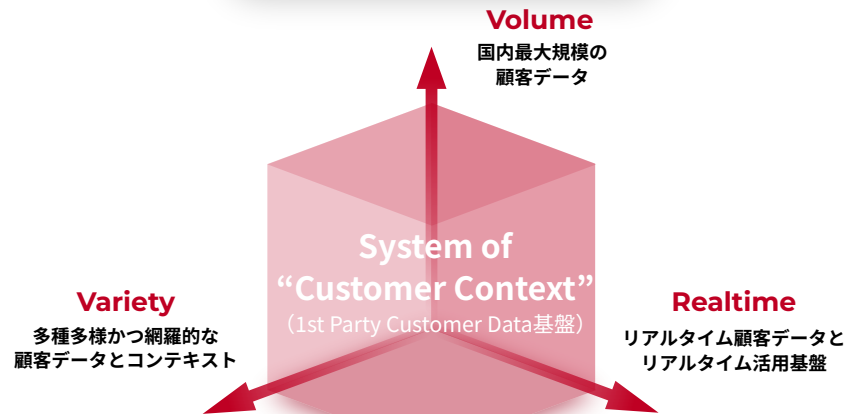 Volume
国内最大規模の
顧客データ
System of
“Customer Context”
（1st Party Customer Data基盤）
Variety
多種多様かつ網羅的な
顧客データとコンテキスト
Realtime
リアルタイム顧客データと
リアルタイム活用基盤